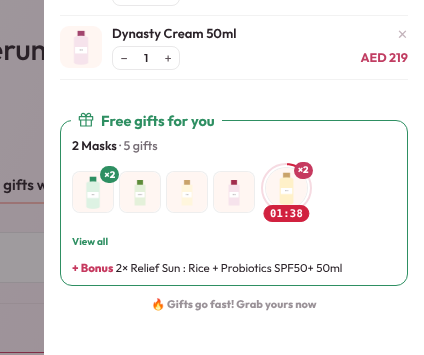 erun
gifts w
Dynasty Cream 50ml
×
− 1 +
AED 219
Free gifts for you
2 Masks · 5 gifts
×2
×2
01:38
View all
+ Bonus 2× Relief Sun : Rice + Probiotics SPF50+ 50ml
🔥 Gifts go fast! Grab yours now